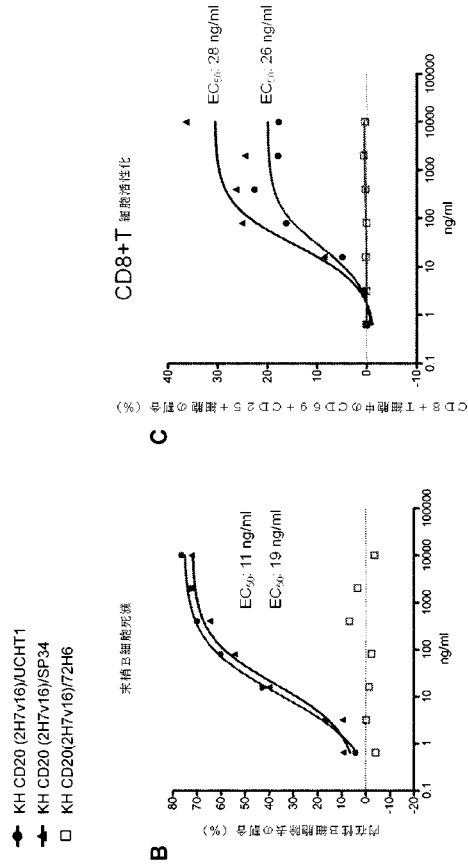 KH CD20 (2H7v16)/UCHT1
KH CD20 (2H7v16)/SP34
KH CD20(2H7v16)/72H6
B
末梢B細胞死滅
内在性B細胞除去の割合 (%)
80
70
60
50
40
30
20
10
0
-10
-20
0.1
1
10
100
1000
10000
100000
ng/ml
EC50: 11 ng/ml
EC50: 19 ng/ml
C
CD8+T 細胞活性化
CD8+T細胞中のCD69+CD25+細胞の割合 (%)
40
30
20
10
0
-10
0.1
1
10
100
1000
10000
100000
ng/ml
EC50: 28 ng/ml
EC50: 26 ng/ml